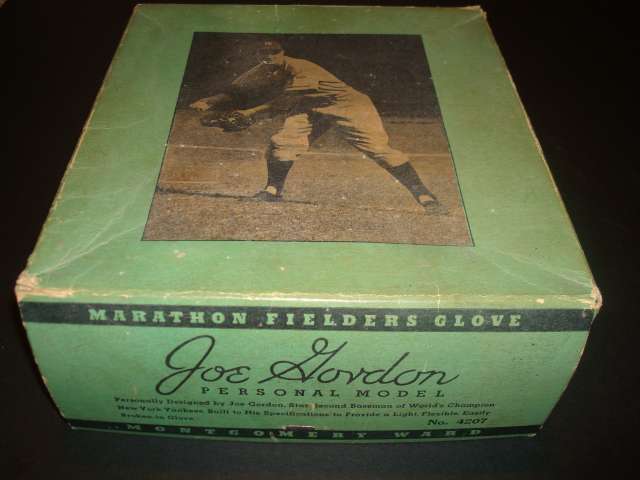 MARATHON FIELDERS GLOVE
Joe Gordon
PERSONAL MODEL
Personally Designed by Joe Gordon, Star Second Baseman of World's Champion
New York Yankees Built to His Specifications to Provide a Light, Flexible, Easily
Broken-in Glove
No. 4207
MONTGOMERY WARD